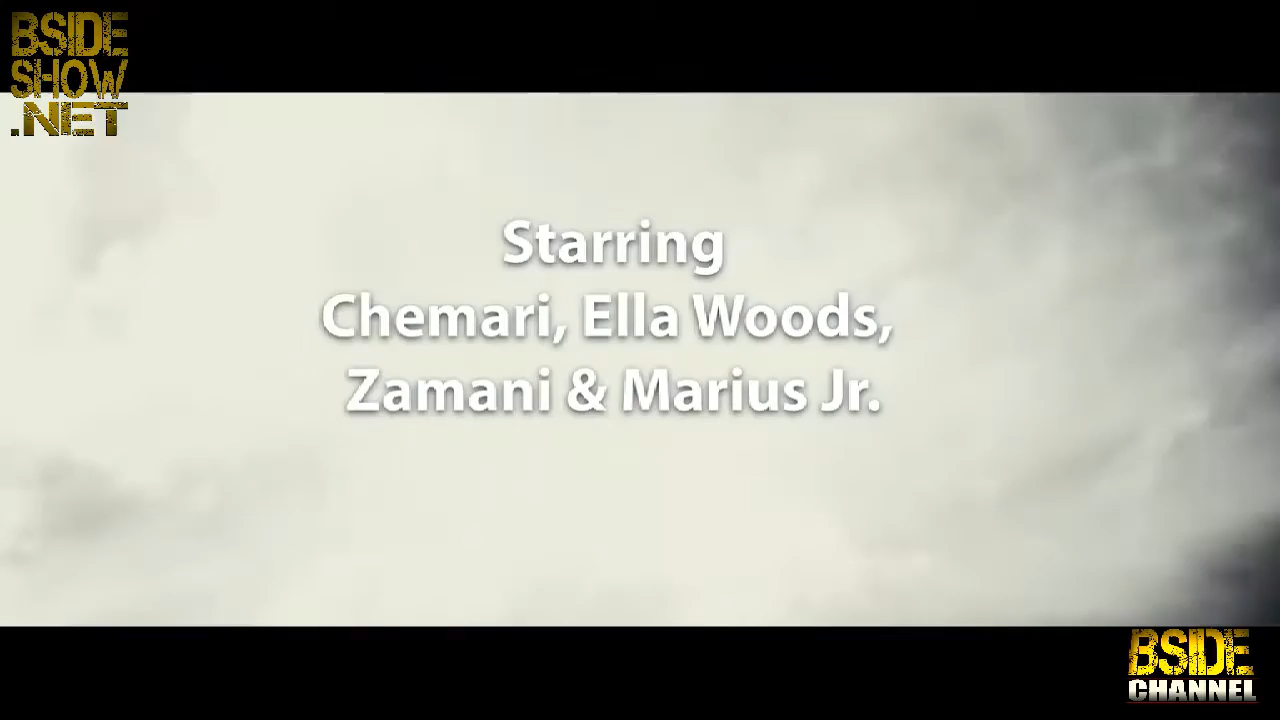 BSIDE
SHOW
.NET
Starring
Chemari, Ella Woods,
Zamani & Marius Jr.
BSIDE
CHANNEL